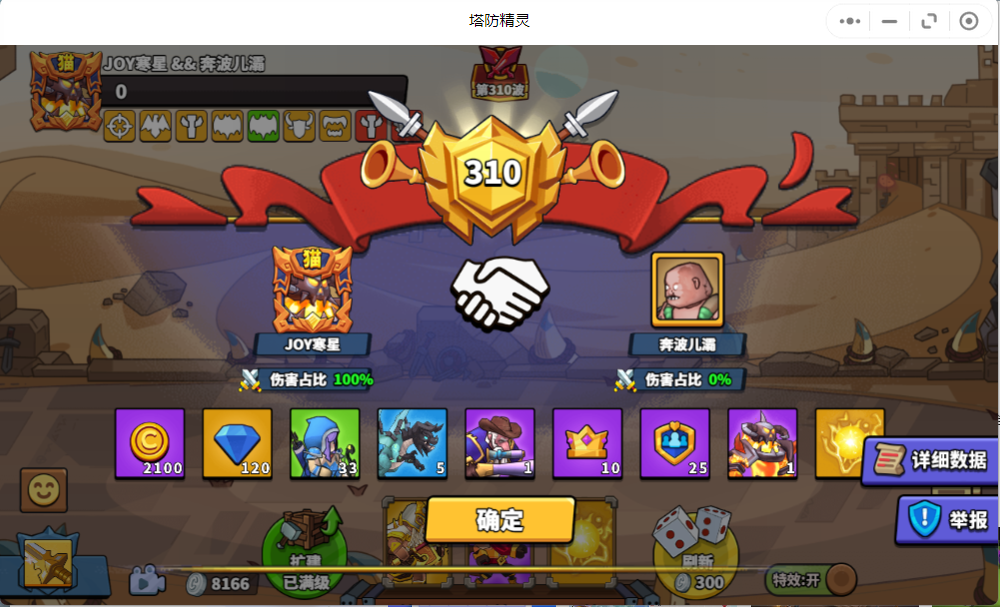 塔防精灵
猫
JOY寒星 && 奔波儿灞
0
第310波
310
猫
JOY寒星
奔波儿灞
伤害占比 100%
伤害占比 0%
2100
120
33
5
1
10
25
1
详细数据
确定
举报
扩建
已满级
刷新
8166
300
特效:开